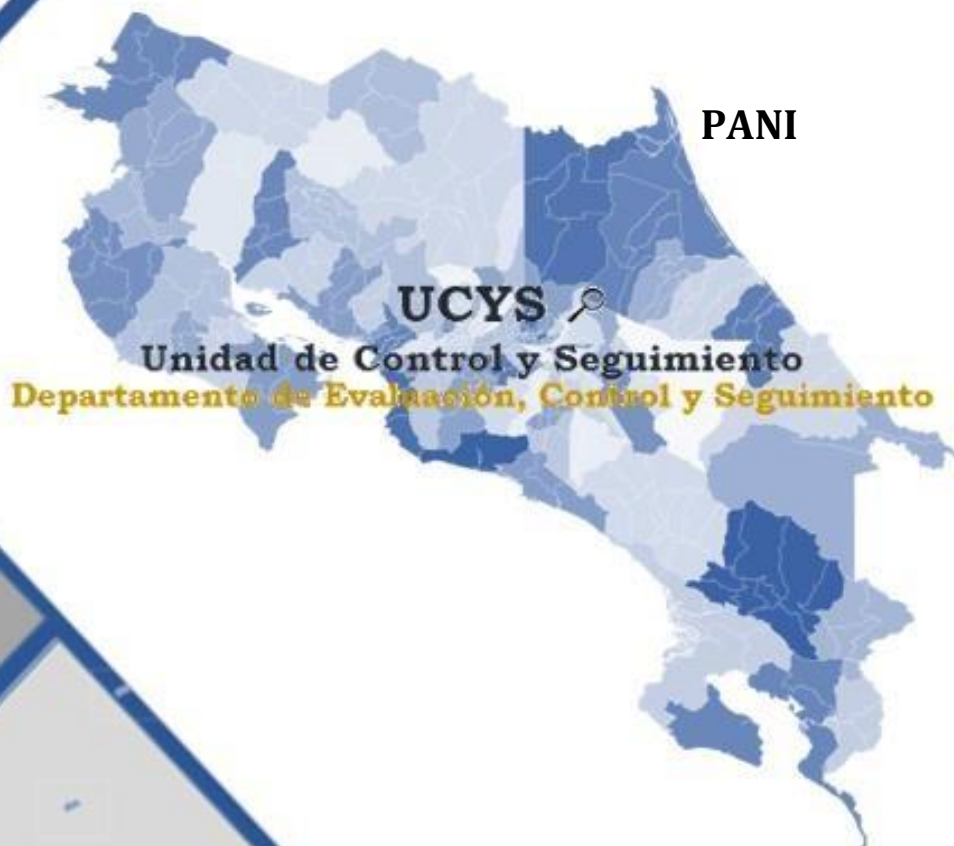 PANI
UCYS
Unidad de Control y Seguimiento
Departamento de Evaluación, Control y Seguimiento